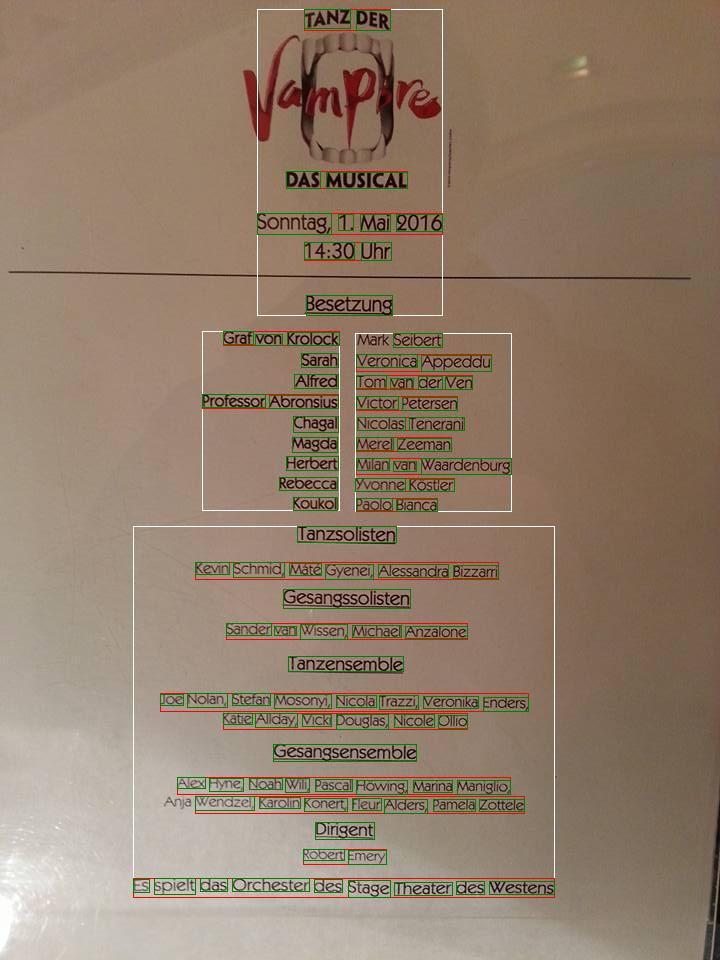 TANZ DER
Vampire
DAS MUSICAL
Sonntag, 1. Mai 2016
14:30 Uhr
Besetzung
Graf von Krolock Mark Seibert
Sarah Veronica Appeddu
Alfred Tom van der Ven
Professor Abronsius Victor Petersen
Chagal Nicolas Tenerani
Magda Merel Zeeman
Herbert Milan van Waardenburg
Rebecca Yvonne Köstler
Koukol Paolo Bianca
Tanzsolisten
Kevin Schmid, Máté Gyenei, Alessandra Bizzarri
Gesangssolisten
Sander van Wissen, Michael Anzalone
Tanzensemble
Joe Nolan, Stefan Mosonyi, Nicola Trazzi, Veronika Enders,
Katie Allday, Vicki Douglas, Nicole Ollio
Gesangsensemble
Alex Hyne, Noah Wili, Pascal Höwing, Marina Maniglio,
Anja Wendzel, Karolin Konert, Fleur Alders, Pamela Zottele
Dirigent
Robert Emery
Es spielt das Orchester des Stage Theater des Westens